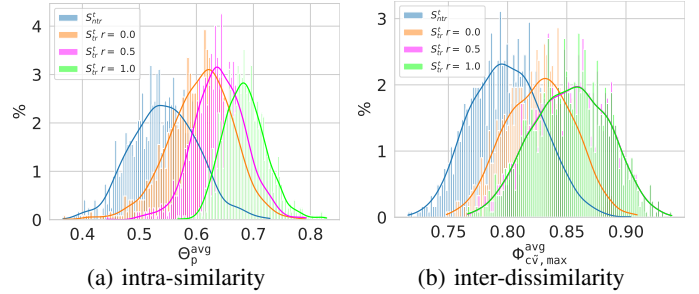 S^t_ntr
S^t_tr r = 0.0
S^t_tr r = 0.5
S^t_tr r = 1.0
4
3
2
1
0
%
0.4 0.5 0.6 0.7 0.8
Θ^avg_p
(a) intra-similarity
S^t_ntr
S^t_tr r = 0.0
S^t_tr r = 0.5
S^t_tr r = 1.0
3
2
1
0
%
0.75 0.80 0.85 0.90
Φ^avg_cṽ,max
(b) inter-dissimilarity